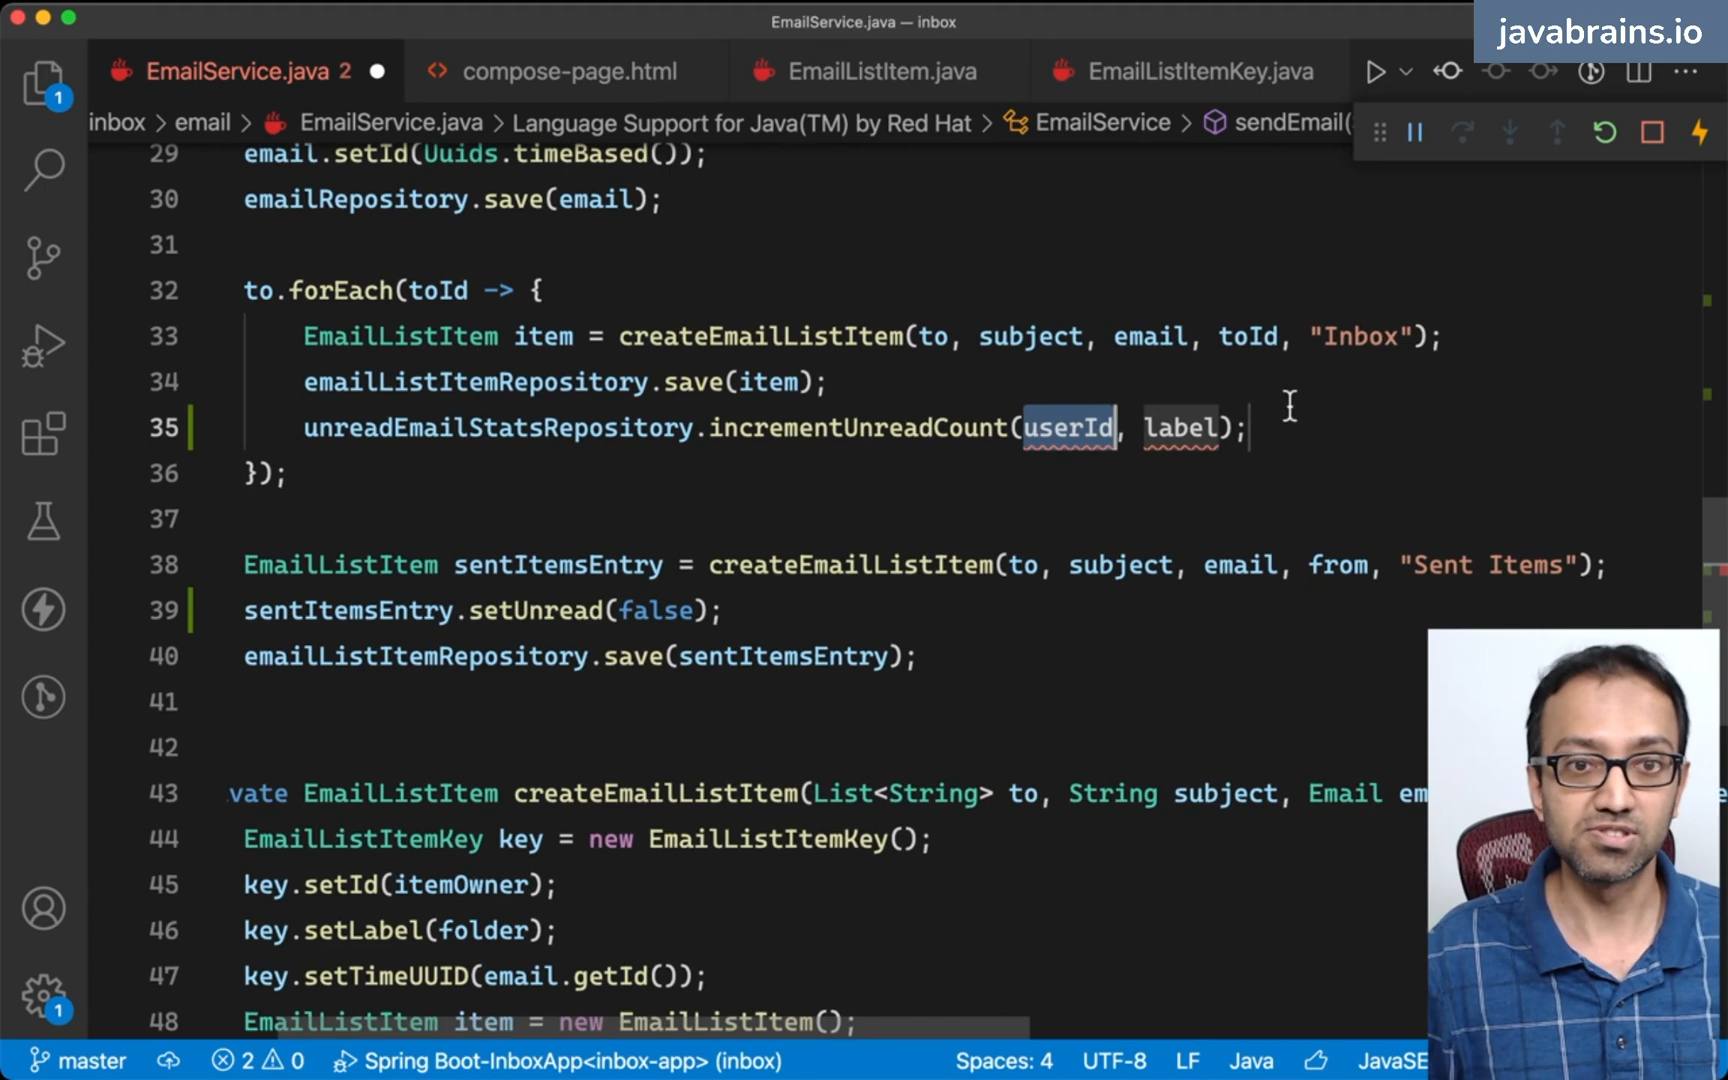 EmailService.java — inbox
javabrains.io
EmailService.java 2
compose-page.html
EmailListItem.java
EmailListItemKey.java
inbox > email > EmailService.java > Language Support for Java(TM) by Red Hat > EmailService > sendEmail(
29 email.setId(Uuids.timeBased());
30 emailRepository.save(email);
31
32 to.forEach(toId -> {
33 EmailListItem item = createEmailListItem(to, subject, email, toId, "Inbox");
34 emailListItemRepository.save(item);
35 unreadEmailStatsRepository.incrementUnreadCount(userId, label);
36 });
37
38 EmailListItem sentItemsEntry = createEmailListItem(to, subject, email, from, "Sent Items");
39 sentItemsEntry.setUnread(false);
40 emailListItemRepository.save(sentItemsEntry);
41
42
43 vate EmailListItem createEmailListItem(List<String> to, String subject, Email em
44 EmailListItemKey key = new EmailListItemKey();
45 key.setId(itemOwner);
46 key.setLabel(folder);
47 key.setTimeUUID(email.getId());
48 EmailListItem item = new EmailListItem();
1
1
master
2 0
Spring Boot-InboxApp<inbox-app> (inbox)
Spaces: 4
UTF-8
LF
Java
JavaSE